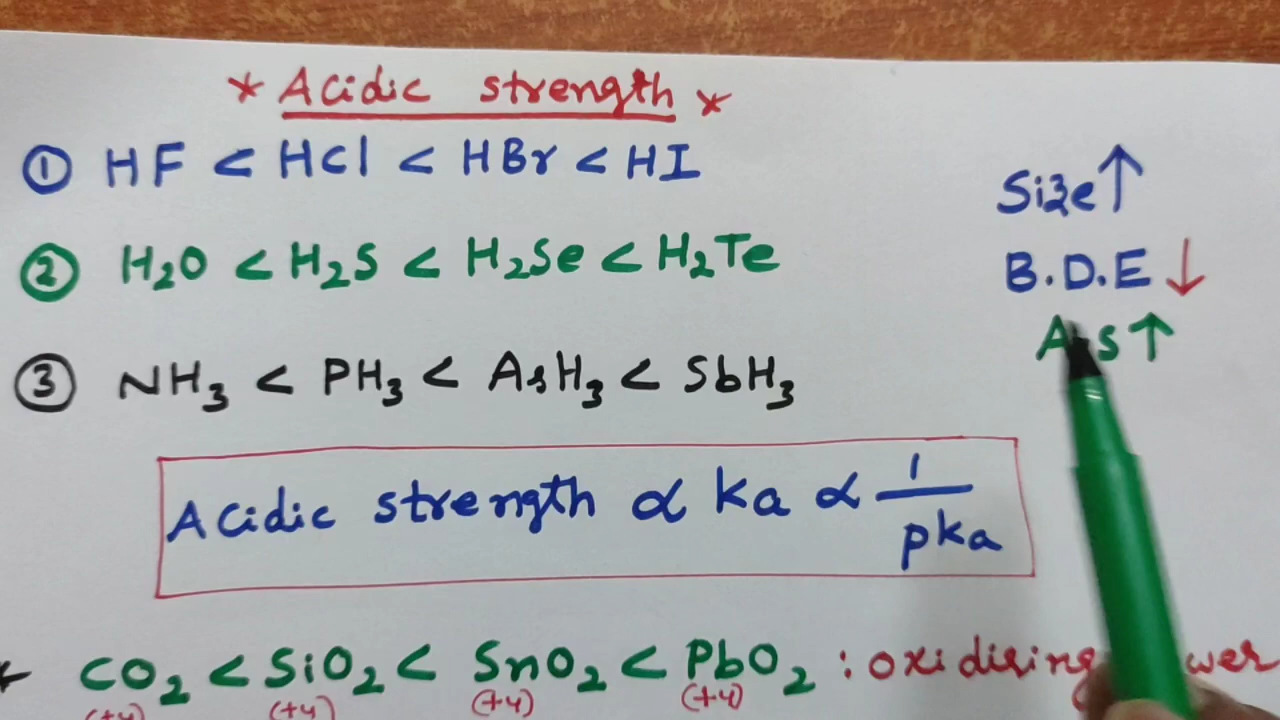 * Acidic strength *
① HF < HCl < HBr < HI
② H₂O < H₂S < H₂Se < H₂Te
③ NH₃ < PH₃ < AsH₃ < SbH₃
Size ↑
B.D.E ↓
A.s ↑
Acidic strength ∝ ka ∝ 1/pka
* CO₂ < SiO₂ < SnO₂ < PbO₂ : oxidising
(+4) (+4) (+4) (+4)